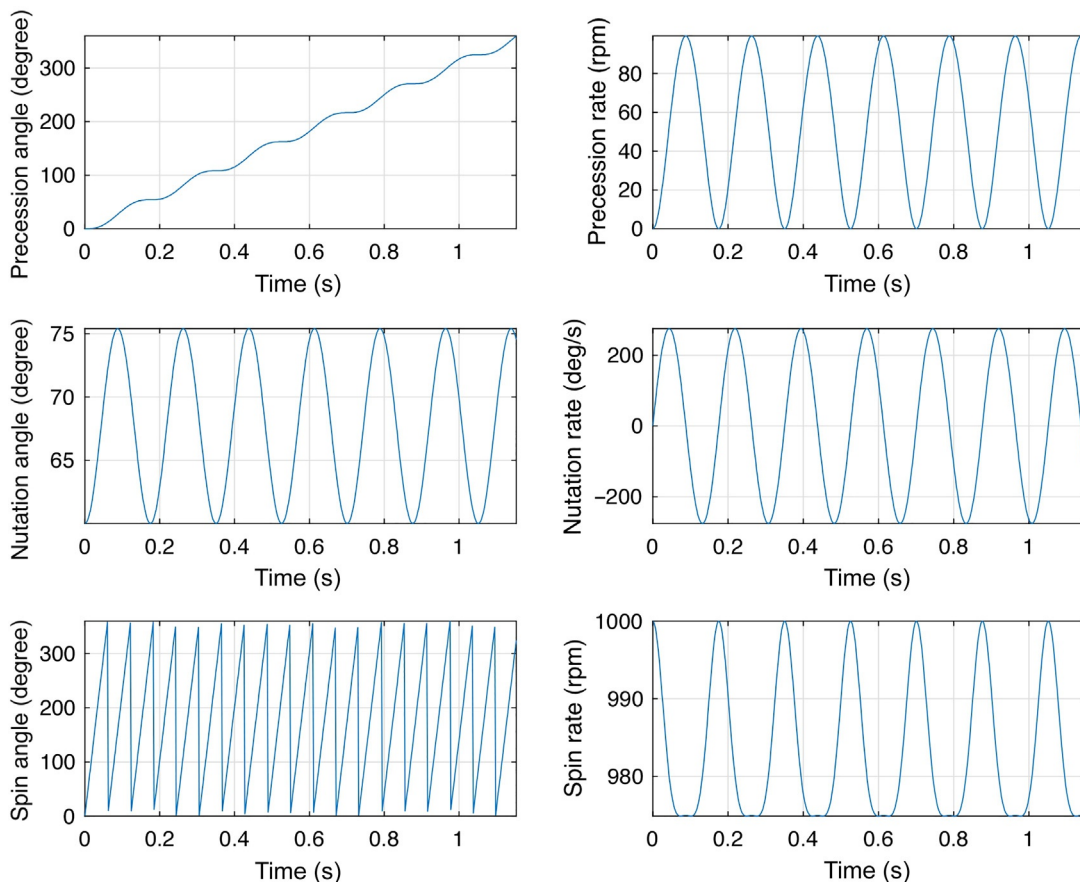 Precession angle (degree)
300
200
100
0
0 0.2 0.4 0.6 0.8 1
Time (s)
Precession rate (rpm)
80
60
40
20
0
0 0.2 0.4 0.6 0.8 1
Time (s)
Nutation angle (degree)
75
70
65
0 0.2 0.4 0.6 0.8 1
Time (s)
Nutation rate (deg/s)
200
0
−200
0 0.2 0.4 0.6 0.8 1
Time (s)
Spin angle (degree)
300
200
100
0
0 0.2 0.4 0.6 0.8 1
Time (s)
Spin rate (rpm)
1000
990
980
0 0.2 0.4 0.6 0.8 1
Time (s)